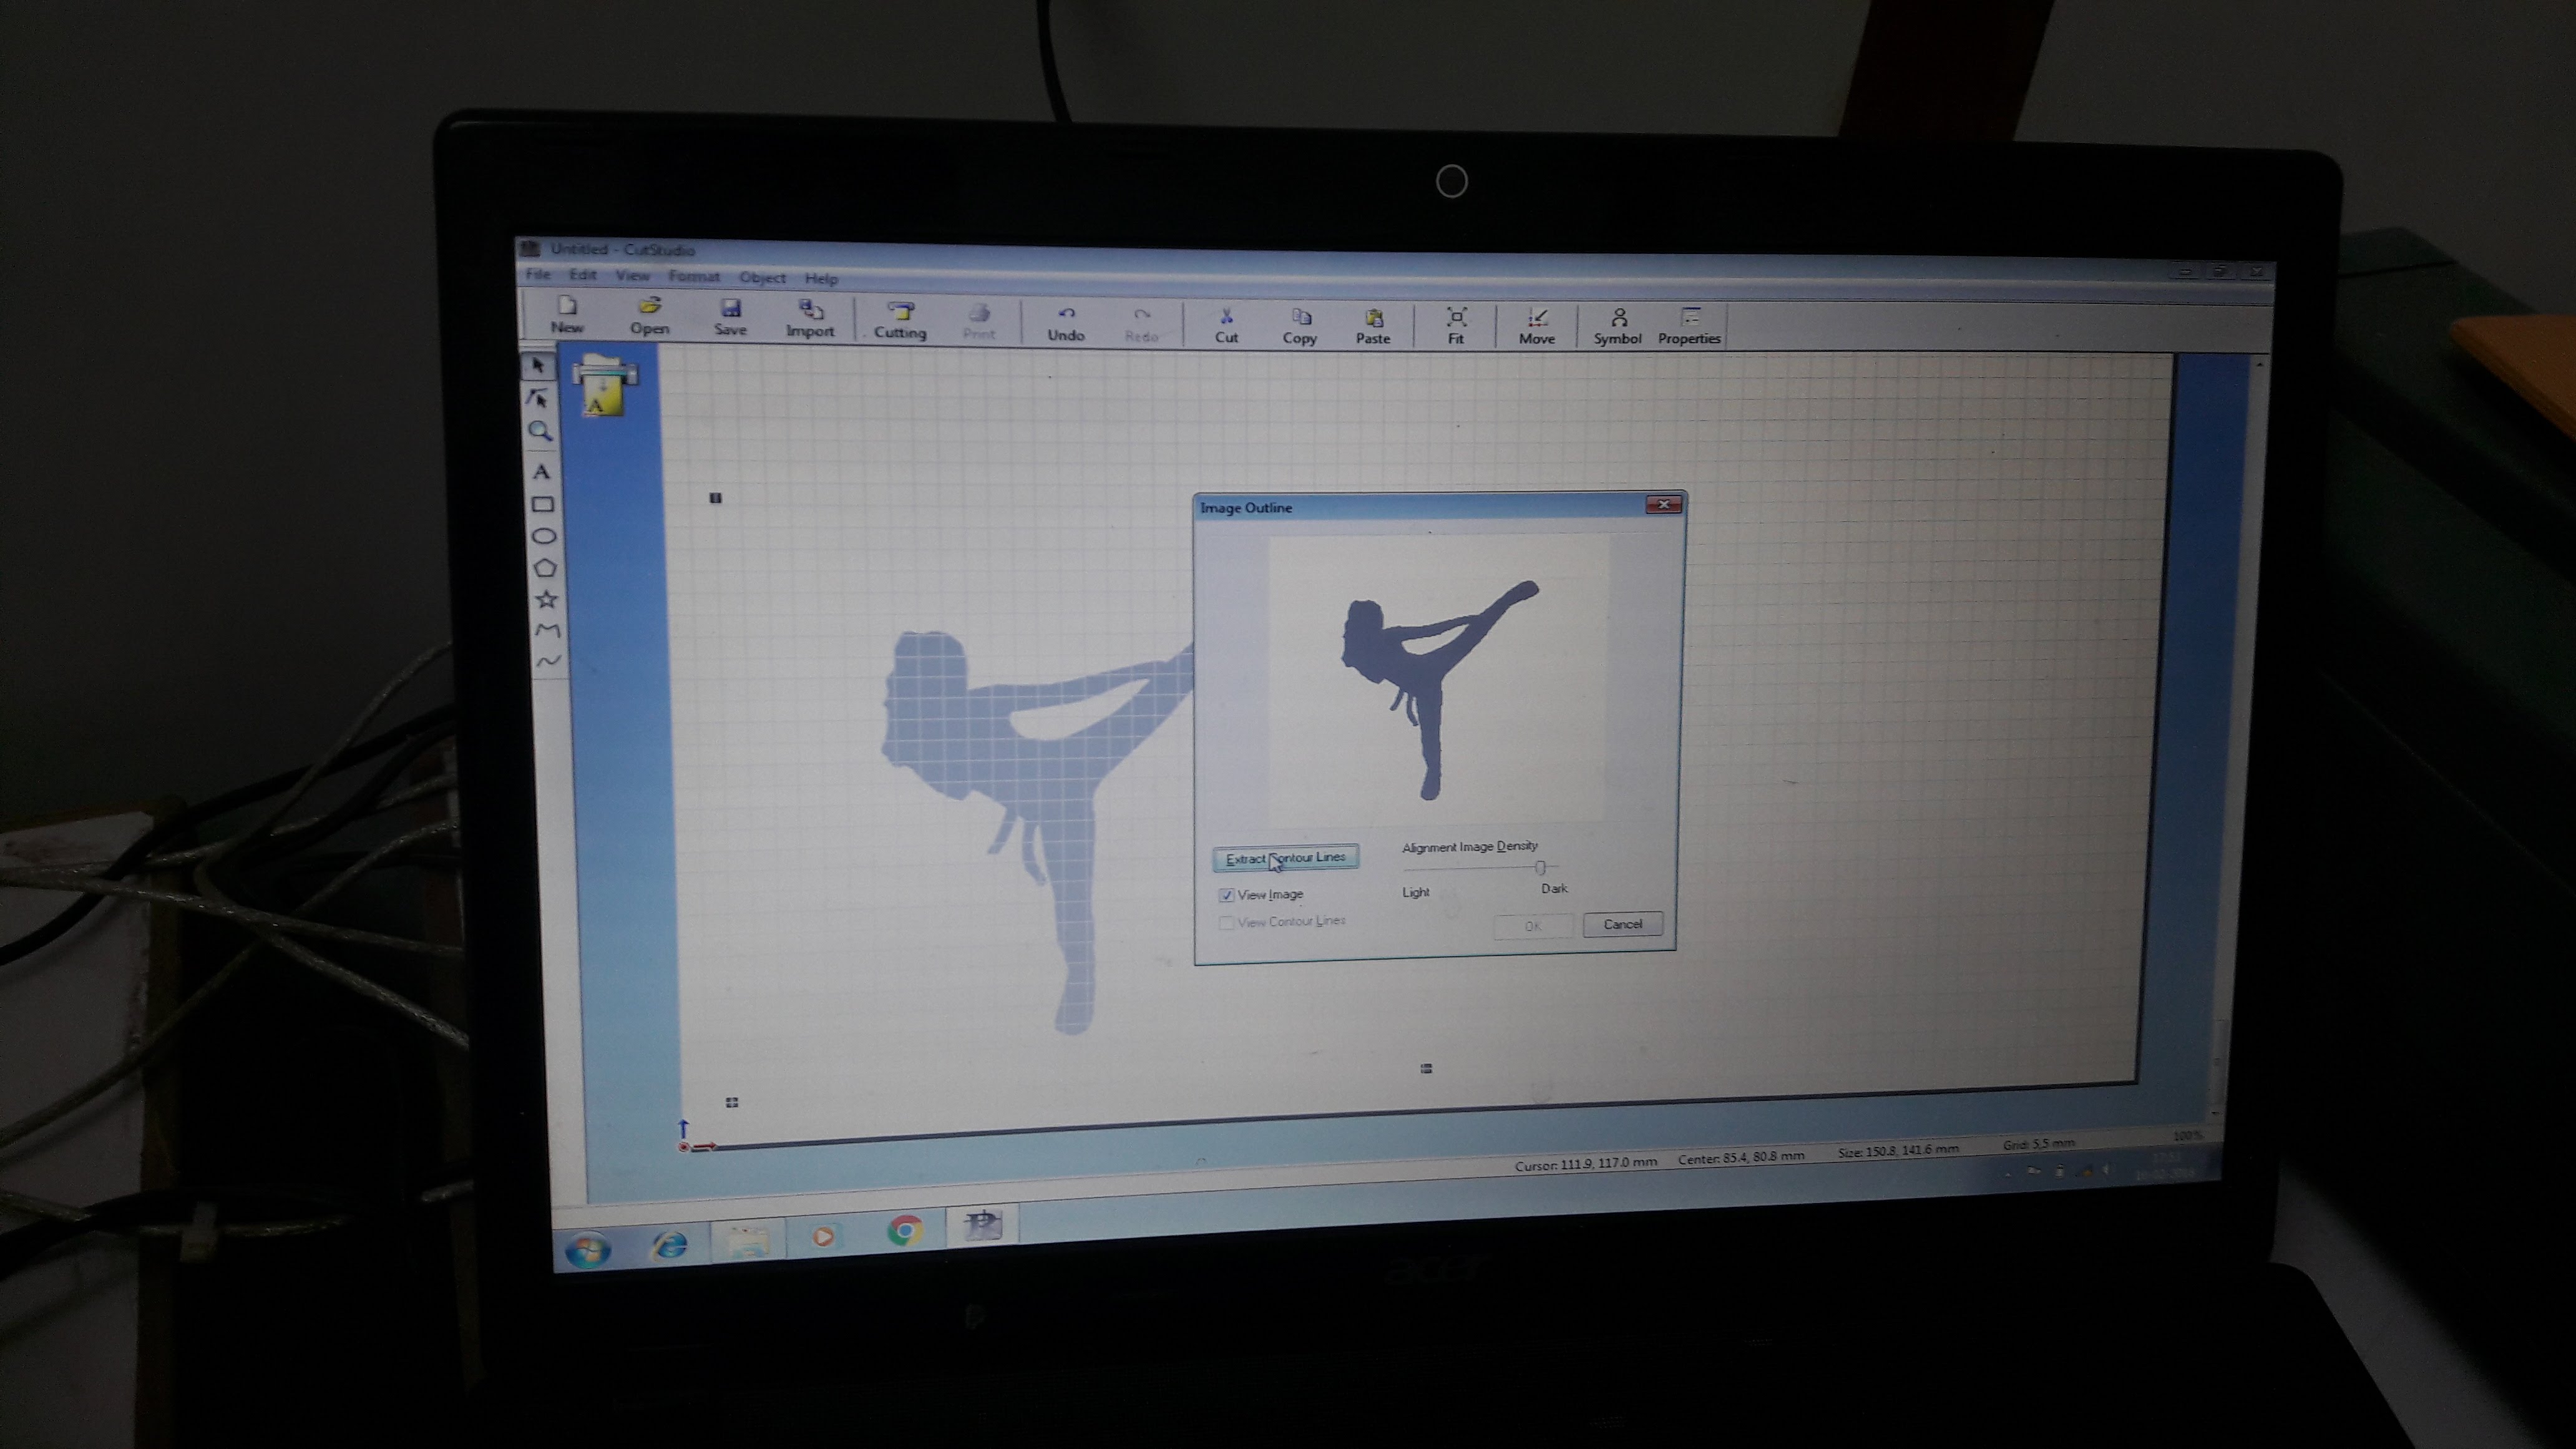 Untitled - CutStudio
File Edit View Format Object Help
New Open Save Import Cutting Print Undo Redo Cut Copy Paste Fit Move Symbol Properties
A
A
Image Outline
Extract Contour Lines
Alignment Image Density
View Image
Light Dark
View Contour Lines
OK Cancel
Cursor: 111.9, 117.0 mm Center: 85.4, 80.8 mm Size: 150.8, 141.6 mm Grid: 5,5 mm 100%
acer